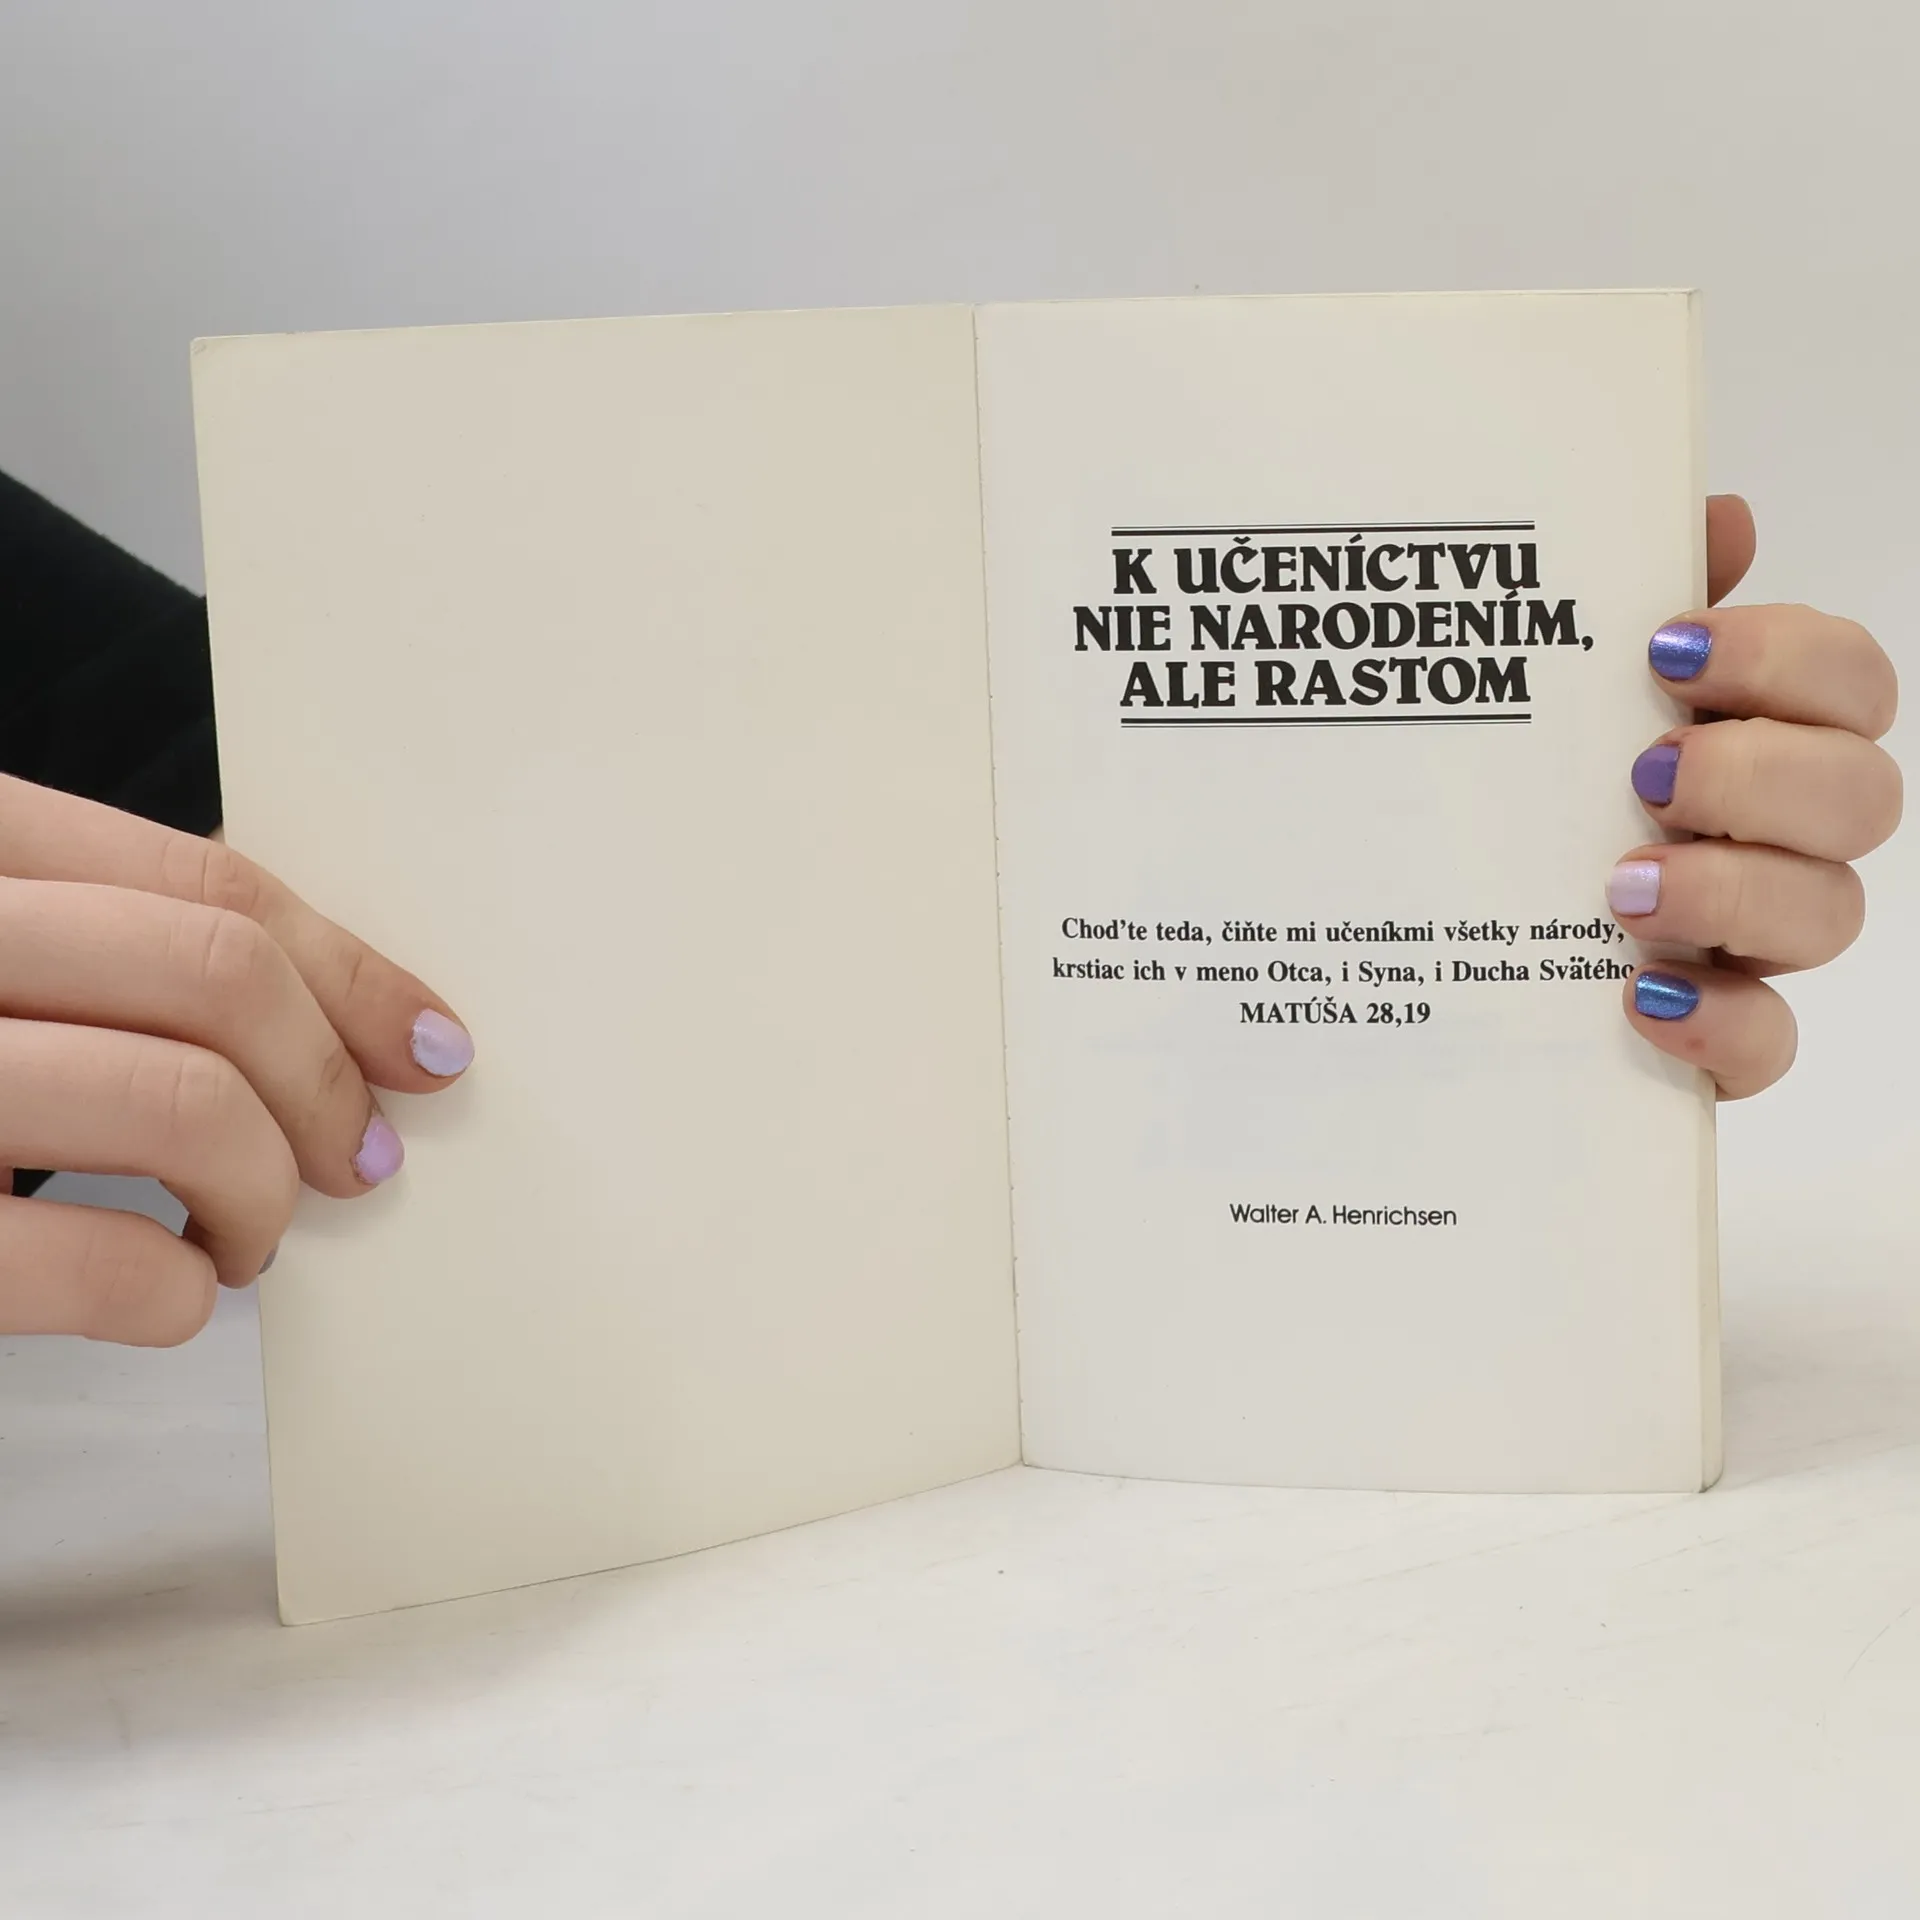 K UČENÍCTVU
NIE NARODENÍM,
ALE RASTOM
Choďte teda, čiňte mi učeníkmi všetky národy,
krstiac ich v meno Otca, i Syna, i Ducha Svätého
MATÚŠA 28,19
Walter A. Henrichsen